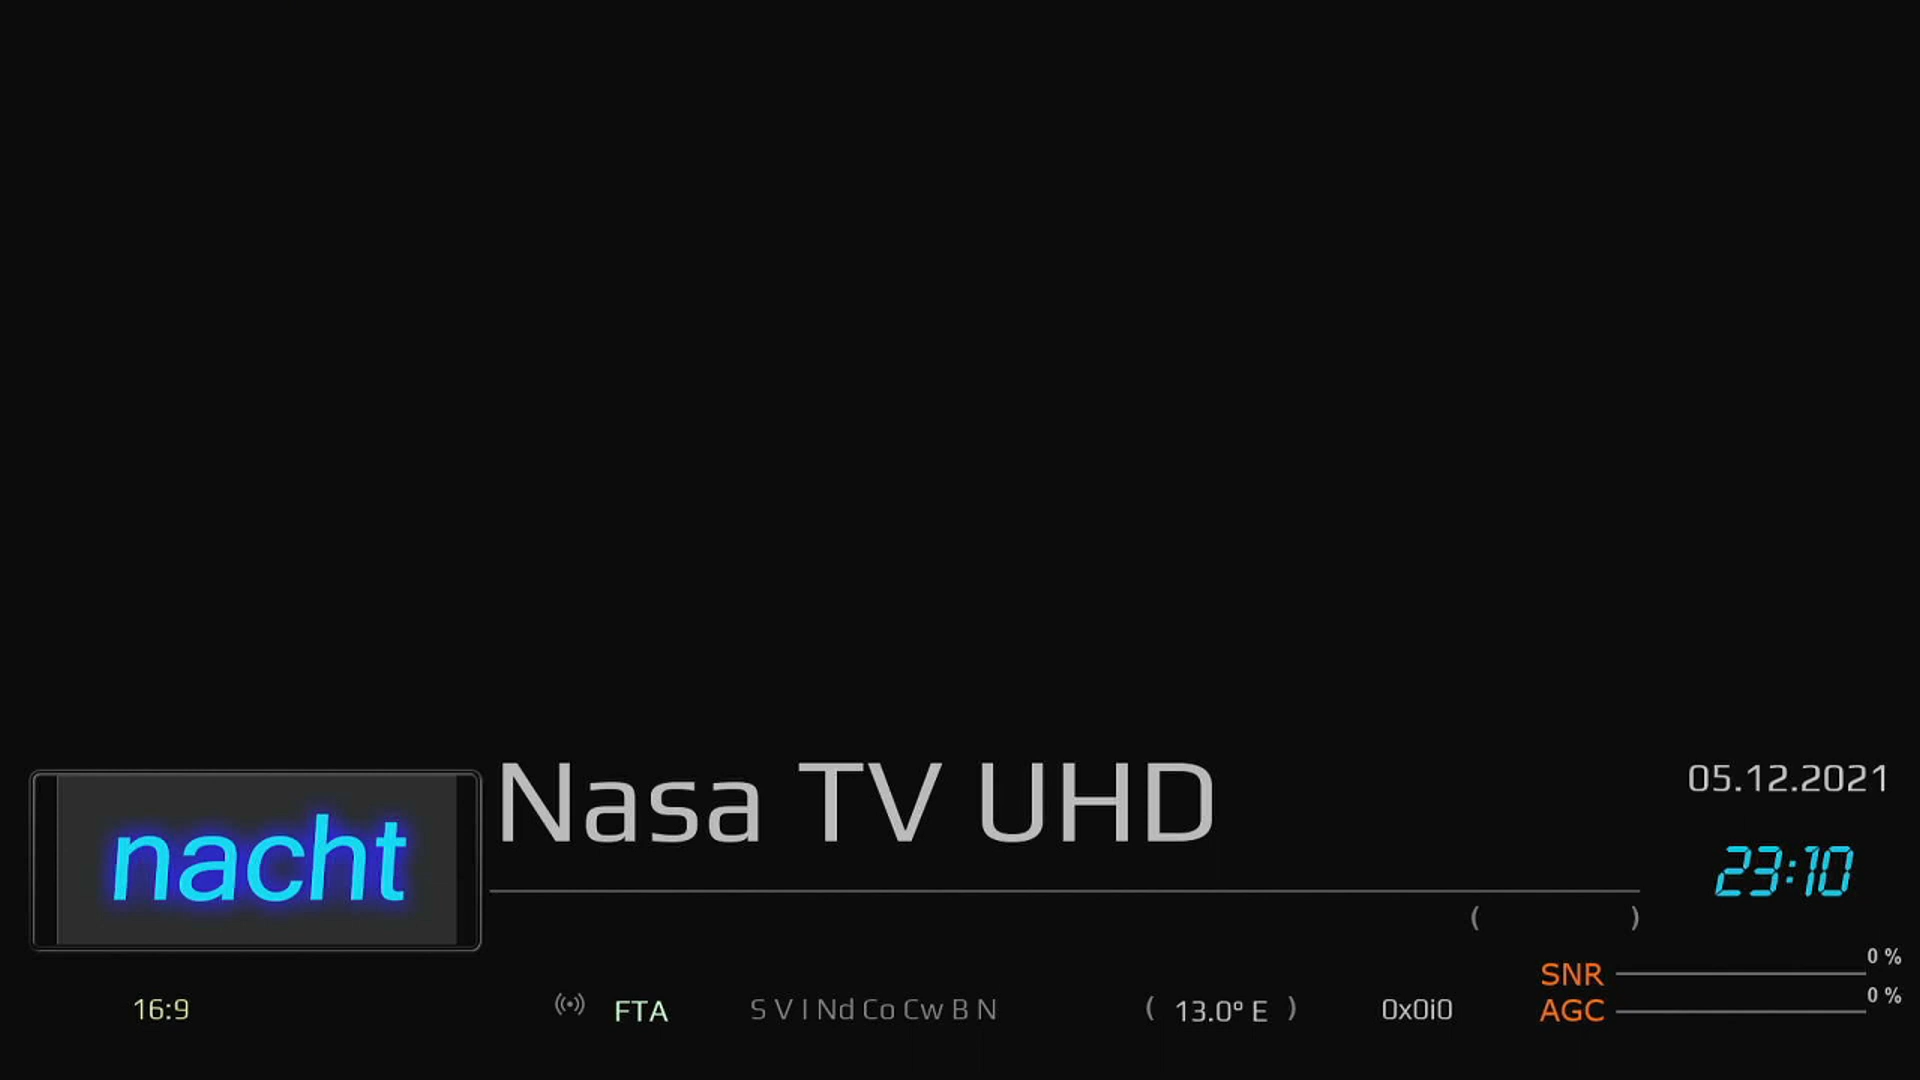 Nasa TV UHD
05.12.2021
nacht
23:10
( )
0 %
SNR
0 %
16:9
FTA
S V I Nd Co Cw B N
( 13.0° E )
0x0i0
AGC